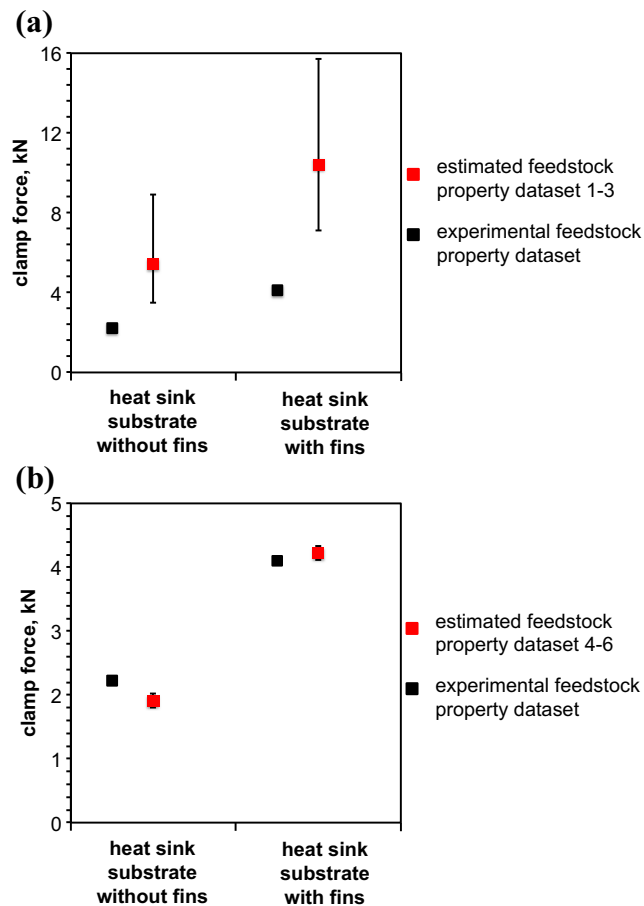 (a)
16
12
8
4
0
clamp force, kN
heat sink
substrate
without fins
heat sink
substrate
with fins
estimated feedstock
property dataset 1-3
experimental feedstock
property dataset
(b)
5
4
3
2
1
0
clamp force, kN
heat sink
substrate
without fins
heat sink
substrate
with fins
estimated feedstock
property dataset 4-6
experimental feedstock
property dataset